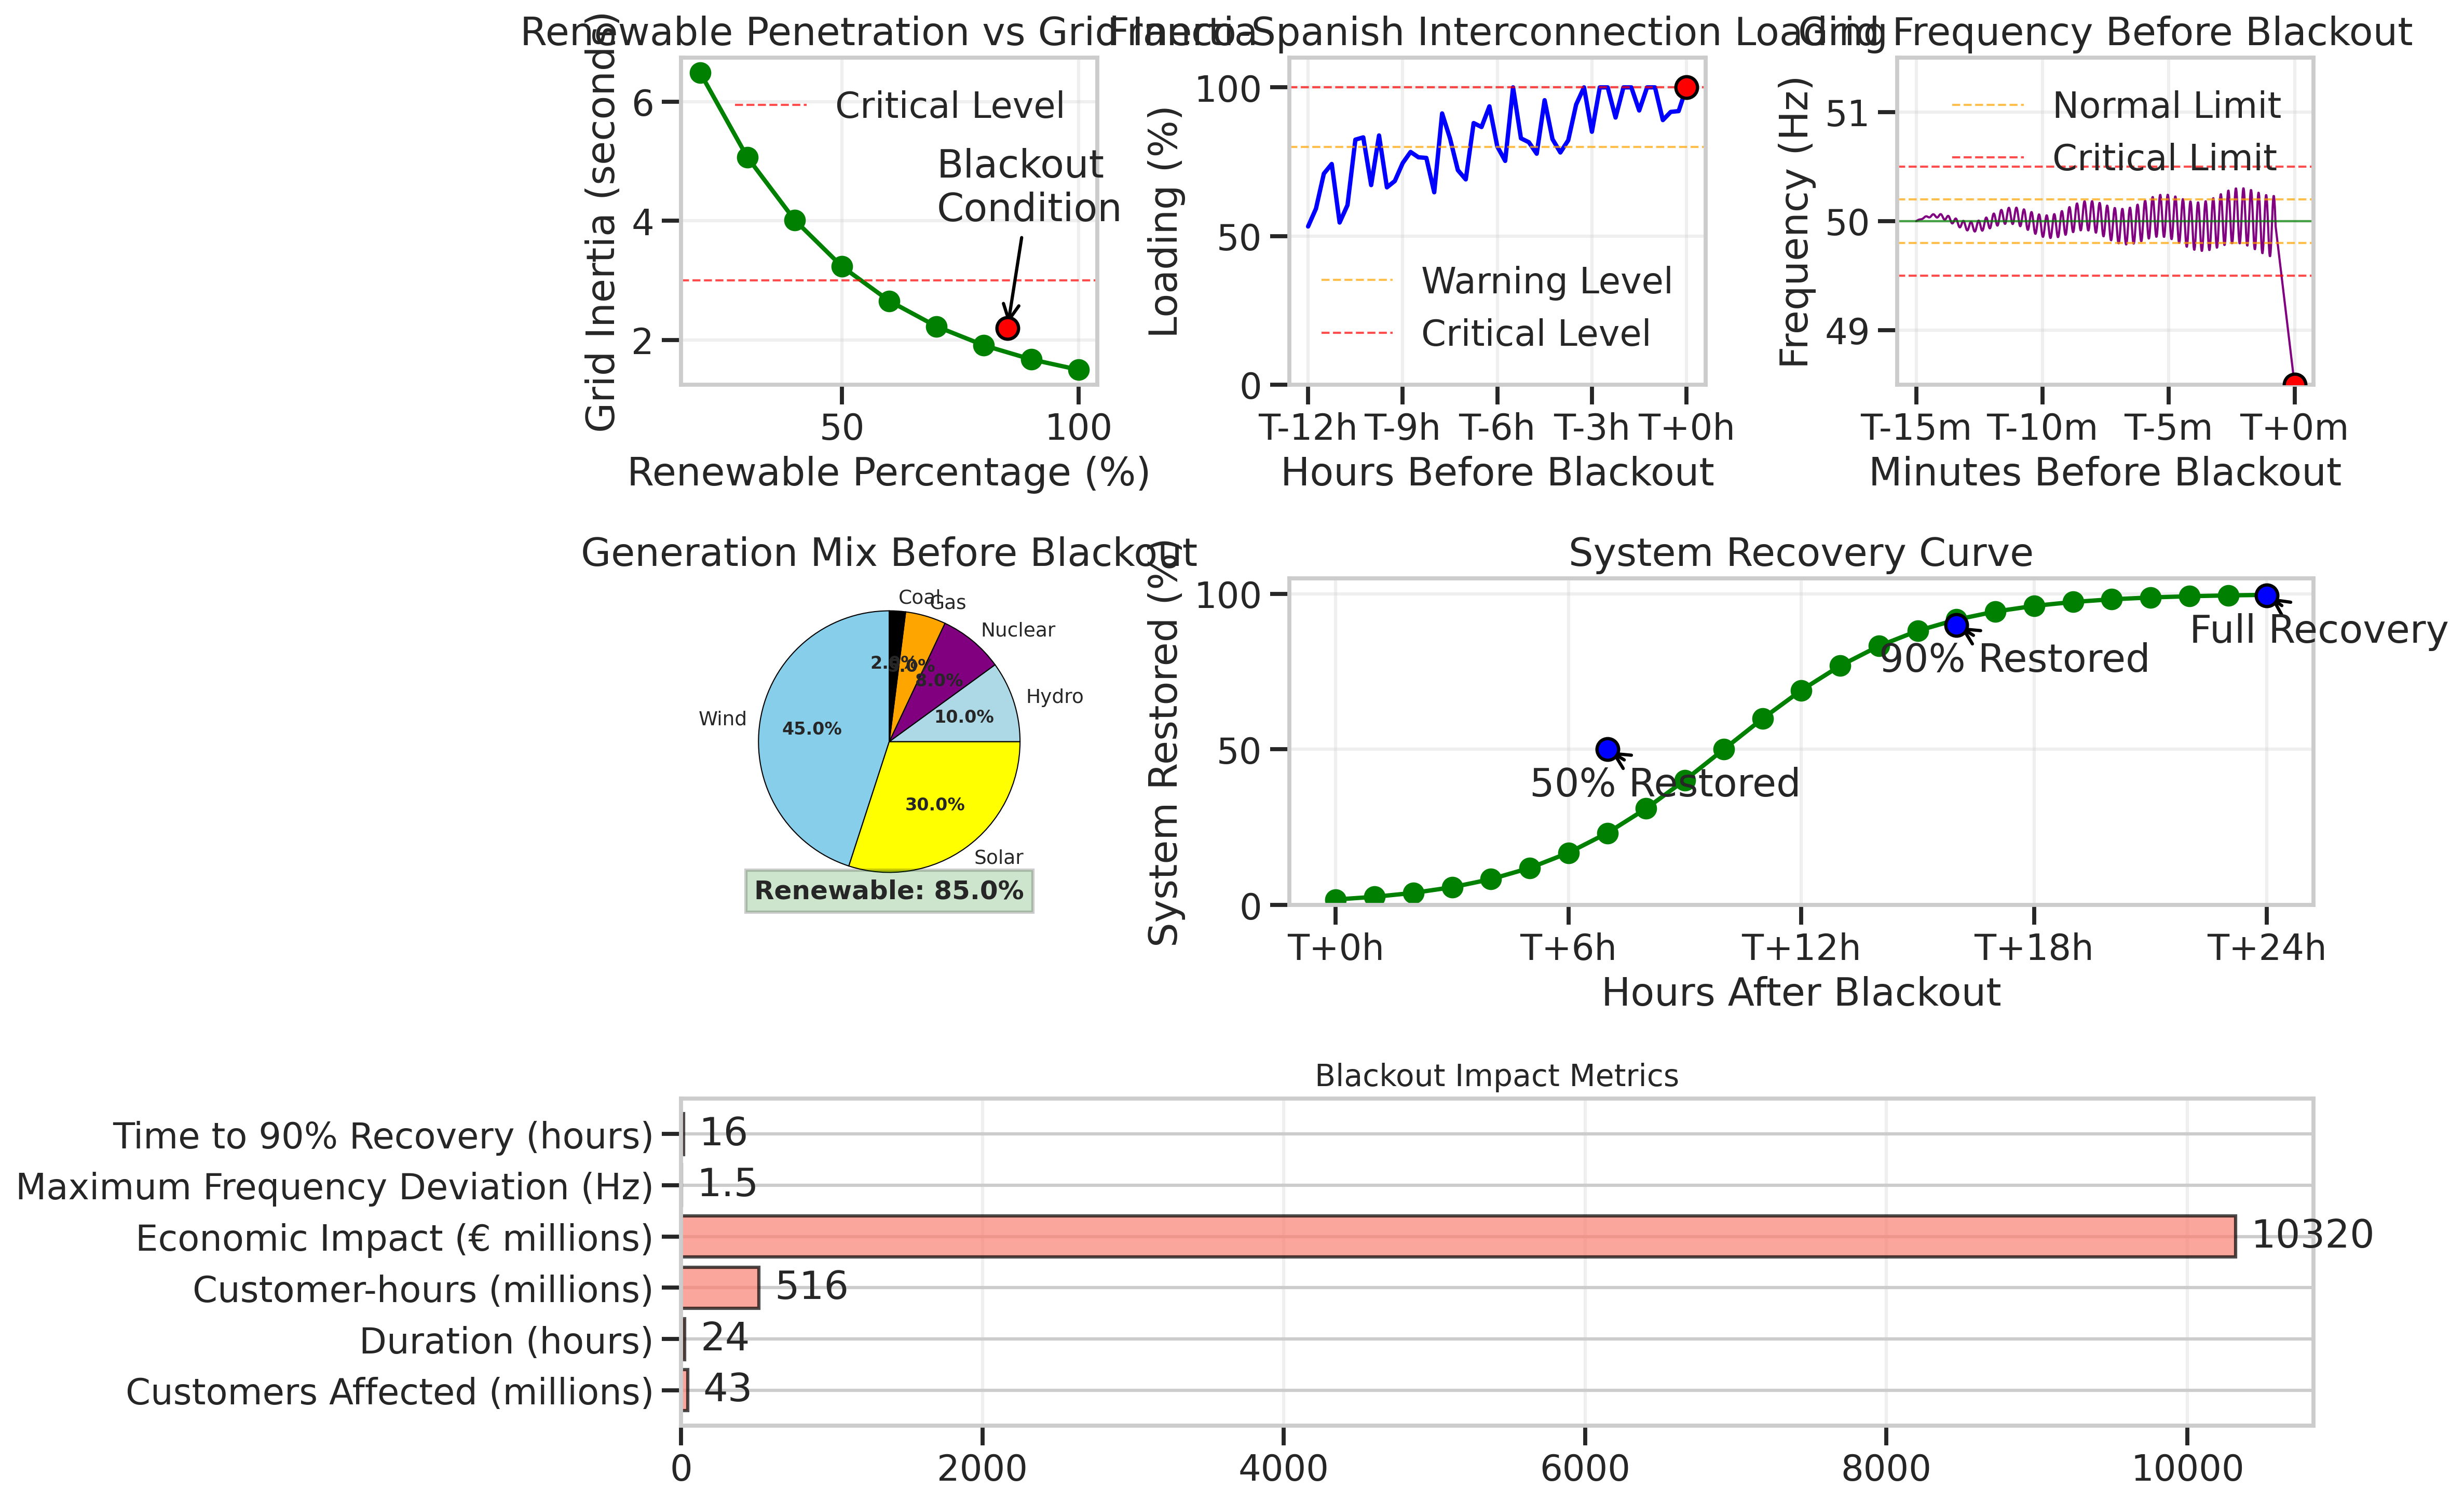 Renewable Penetration vs Grid Inertia
Grid Inertia (seconds)
6
4
2
Critical Level
Blackout
Condition
50
100
Renewable Percentage (%)
Franco-Spanish Interconnection Loading
Loading (%)
100
50
0
Warning Level
Critical Level
T-12h
T-9h
T-6h
T-3h
T+0h
Hours Before Blackout
Grid Frequency Before Blackout
Frequency (Hz)
51
50
49
Normal Limit
Critical Limit
T-15m
T-10m
T-5m
T+0m
Minutes Before Blackout
Generation Mix Before Blackout
Coal
Gas
Nuclear
Hydro
Wind
Solar
2.0%
5.0%
8.0%
10.0%
45.0%
30.0%
Renewable: 85.0%
System Recovery Curve
System Restored (%)
100
50
0
Full Recovery
90% Restored
50% Restored
T+0h
T+6h
T+12h
T+18h
T+24h
Hours After Blackout
Blackout Impact Metrics
Time to 90% Recovery (hours)
16
Maximum Frequency Deviation (Hz)
1.5
Economic Impact (€ millions)
10320
Customer-hours (millions)
516
Duration (hours)
24
Customers Affected (millions)
43
0
2000
4000
6000
8000
10000